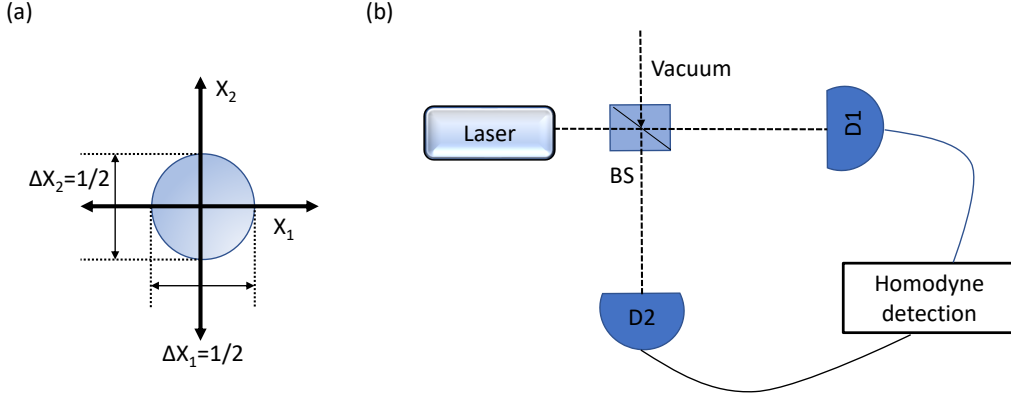 (a)
X2
ΔX2=1/2
X1
ΔX1=1/2
(b)
Vacuum
Laser
D1
BS
D2
Homodyne
detection